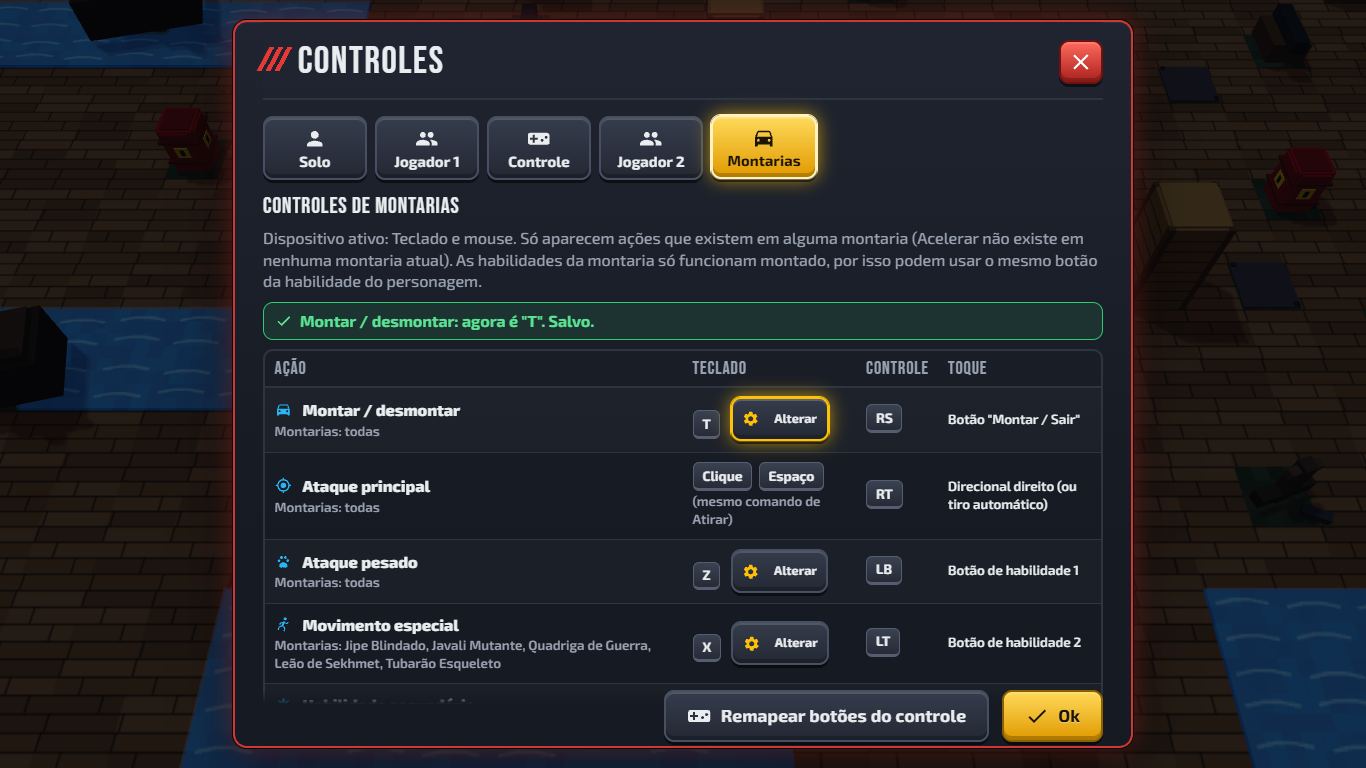 CONTROLES
Solo
Jogador 1
Controle
Jogador 2
Montarias
CONTROLES DE MONTARIAS
Dispositivo ativo: Teclado e mouse. Só aparecem ações que existem em alguma montaria (Acelerar não existe em
nenhuma montaria atual). As habilidades da montaria só funcionam montado, por isso podem usar o mesmo botão
da habilidade do personagem.
Montar / desmontar: agora é "T". Salvo.
AÇÃO TECLADO CONTROLE TOQUE
Montar / desmontar
Montarias: todas
T Alterar RS Botão "Montar / Sair"
Ataque principal
Montarias: todas
Clique Espaço
(mesmo comando de
Atirar)
RT
Direcional direito (ou
tiro automático)
Ataque pesado
Montarias: todas
Z Alterar LB Botão de habilidade 1
Movimento especial
Montarias: Jipe Blindado, Javali Mutante, Quadriga de Guerra,
Leão de Sekhmet, Tubarão Esqueleto
X Alterar LT Botão de habilidade 2
Remapear botões do controle
Ok